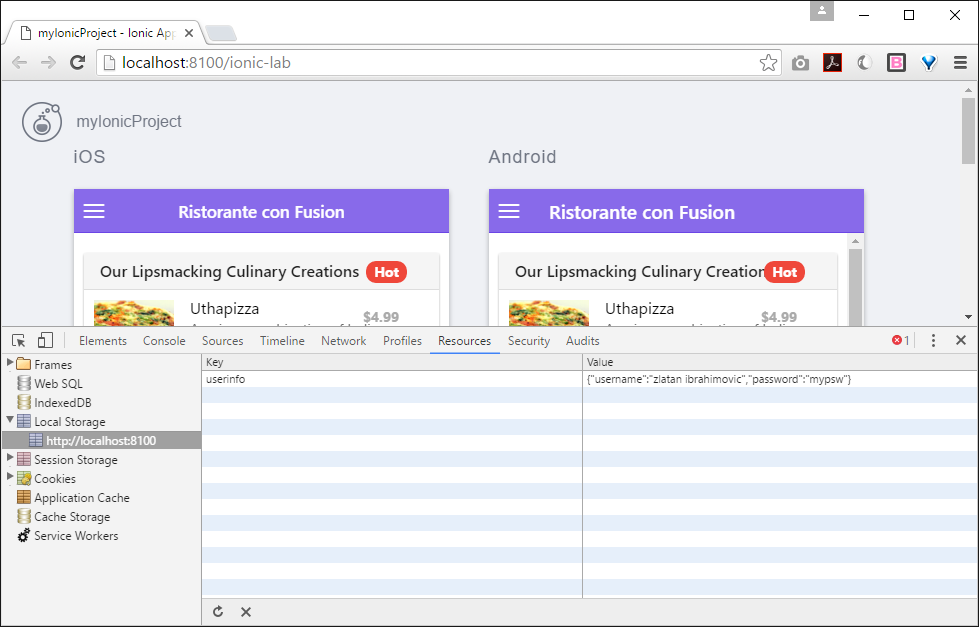 myIonicProject - Ionic App
localhost:8100/ionic-lab
myIonicProject
iOS
Android
Ristorante con Fusion
Ristorante con Fusion
Our Lipsmacking Culinary Creations Hot
Our Lipsmacking Culinary Creation Hot
Uthapizza
$4.99
Uthapizza
$4.99
Elements Console Sources Timeline Network Profiles Resources Security Audits 1
Frames
Web SQL
IndexedDB
Local Storage
http://localhost:8100
Session Storage
Cookies
Application Cache
Cache Storage
Service Workers
Key Value
userinfo {"username":"zlatan ibrahimovic","password":"mypsw"}